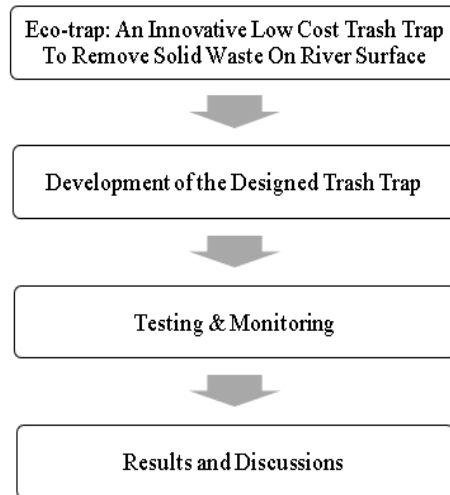 Eco-trap: An Innovative Low Cost Trash Trap
To Remove Solid Waste On River Surface
Development of the Designed Trash Trap
Testing & Monitoring
Results and Discussions